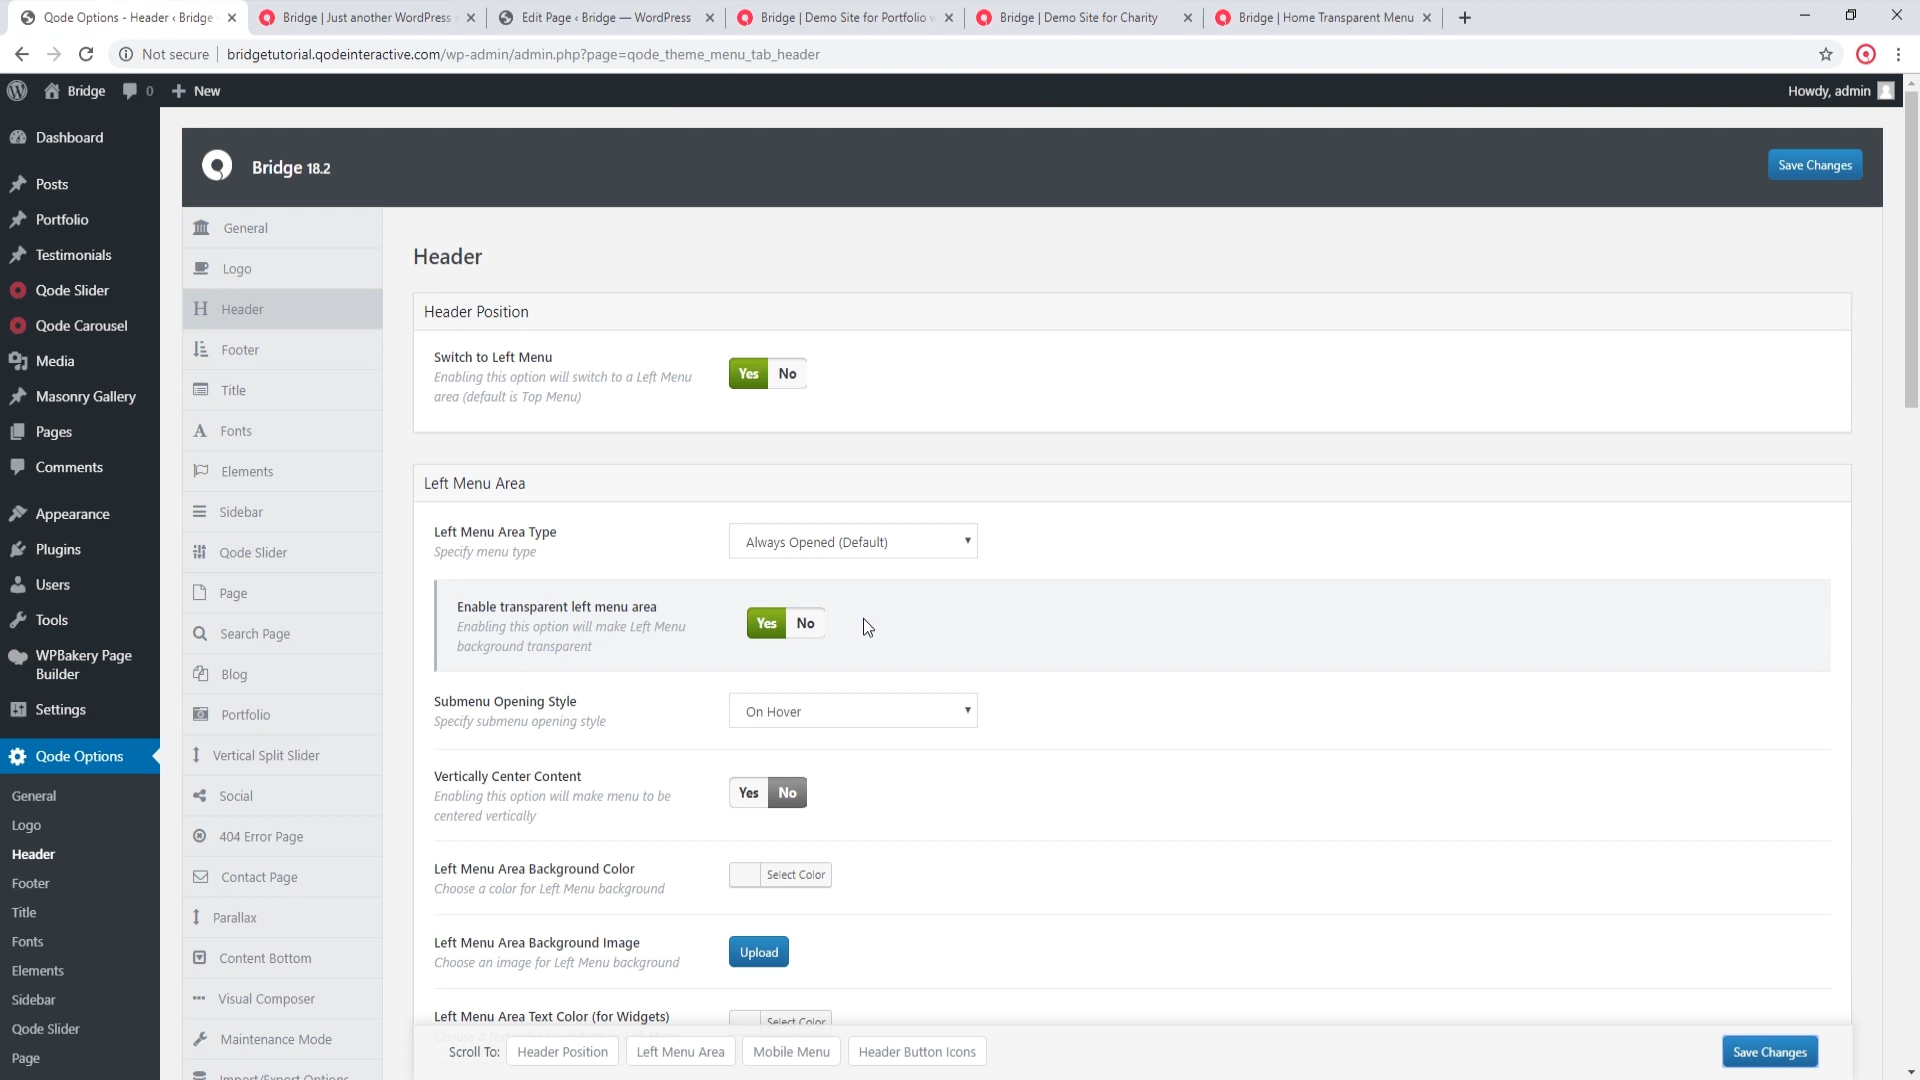 Qode Options - Header ‹ Bridge
Bridge | Just another WordPress s
Edit Page ‹ Bridge — WordPress
Bridge | Demo Site for Portfolio
Bridge | Demo Site for Charity
Bridge | Home Transparent Menu
Not secure
bridgetutorial.qodeinteractive.com/wp-admin/admin.php?page=qode_theme_menu_tab_header
Bridge
0
New
Howdy, admin
Dashboard
Posts
Portfolio
Testimonials
Qode Slider
Qode Carousel
Media
Masonry Gallery
Pages
Comments
Appearance
Plugins
Users
Tools
WPBakery Page
Builder
Settings
Qode Options
General
Logo
Header
Footer
Title
Fonts
Elements
Sidebar
Qode Slider
Page
Bridge 18.2
Save Changes
General
Logo
Header
Footer
Title
Fonts
Elements
Sidebar
Qode Slider
Page
Search Page
Blog
Portfolio
Vertical Split Slider
Social
404 Error Page
Contact Page
Parallax
Content Bottom
Visual Composer
Maintenance Mode
Import/Export Options
Header
Header Position
Switch to Left Menu
Enabling this option will switch to a Left Menu
area (default is Top Menu)
Yes No
Left Menu Area
Left Menu Area Type
Specify menu type
Always Opened (Default)
Enable transparent left menu area
Enabling this option will make Left Menu
background transparent
Yes No
Submenu Opening Style
Specify submenu opening style
On Hover
Vertically Center Content
Enabling this option will make menu to be
centered vertically
Yes No
Left Menu Area Background Color
Choose a color for Left Menu background
Select Color
Left Menu Area Background Image
Choose an image for Left Menu background
Upload
Left Menu Area Text Color (for Widgets)
Select Color
Scroll To:
Header Position
Left Menu Area
Mobile Menu
Header Button Icons
Save Changes